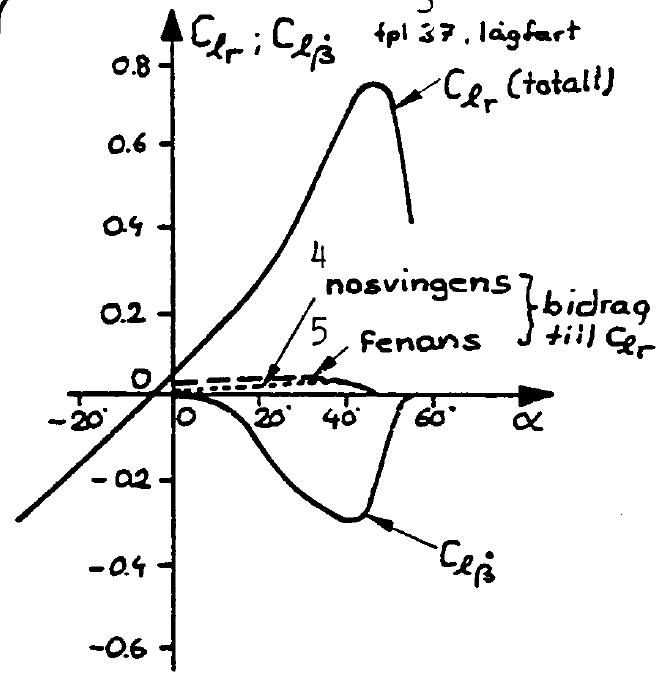 C_lr ; C_lβ̇
fpl 37, lågfart
0.8
C_lr (totalt)
0.6
0.4
4
nosvingens
0.2
bidrag
till C_lr
5
fenans
0
-20°
0
20°
40°
60°
α
-0.2
-0.4
C_lβ̇
-0.6